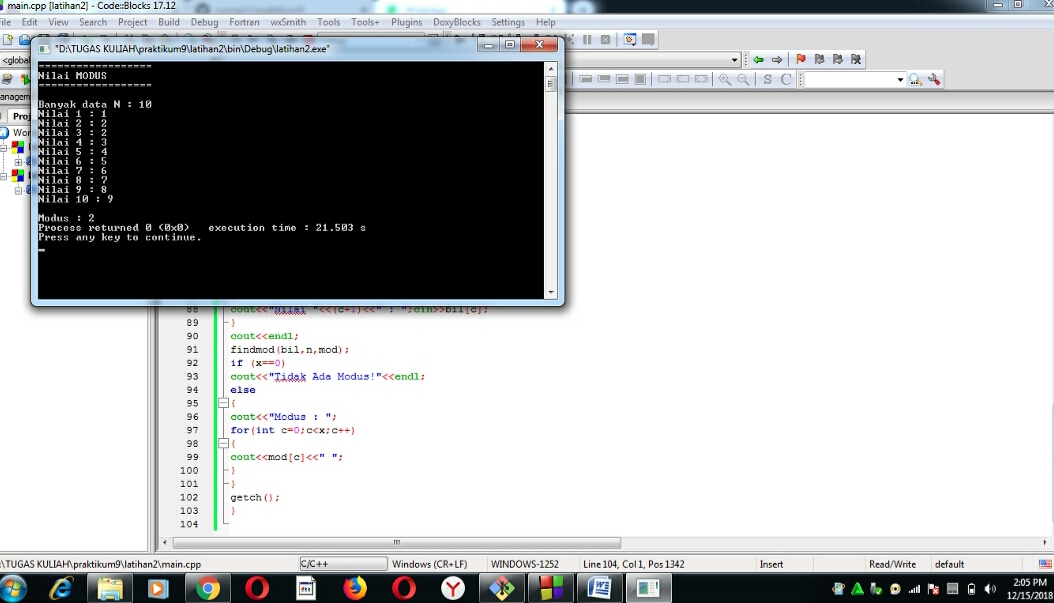 main.cpp [latihan2] - Code::Blocks 17.12
File Edit View Search Project Build Debug Fortran wxSmith Tools Tools+ Plugins DoxyBlocks Settings Help
"D:\TUGAS KULIAH\praktikum9\latihan2\bin\Debug\latihan2.exe"
<global
==================
Nilai MODUS
==================
Banyak data N : 10
Nilai 1 : 1
Nilai 2 : 2
Nilai 3 : 2
Nilai 4 : 3
Nilai 5 : 4
Nilai 6 : 5
Nilai 7 : 6
Nilai 8 : 7
Nilai 9 : 8
Nilai 10 : 9
Modus : 2
Process returned 0 (0x0) execution time : 21.503 s
Press any key to continue.
S C
anagem
Proj
Wor
88 cout<<"Nilai "<<(c+1)<<" : ";cin>>bil[c];
89 }
90 cout<<endl;
91 findmod(bil,n,mod);
92 if (x==0)
93 cout<<"Tidak Ada Modus!"<<endl;
94 else
95 {
96 cout<<"Modus : ";
97 for(int c=0;c<x;c++)
98 {
99 cout<<mod[c]<<" ";
100 }
101 }
102 getch();
103 }
104
:\TUGAS KULIAH\praktikum9\latihan2\main.cpp C/C++ Windows (CR+LF) WINDOWS-1252 Line 104, Col 1, Pos 1342 Insert Read/Write default
2:05 PM
12/15/2018